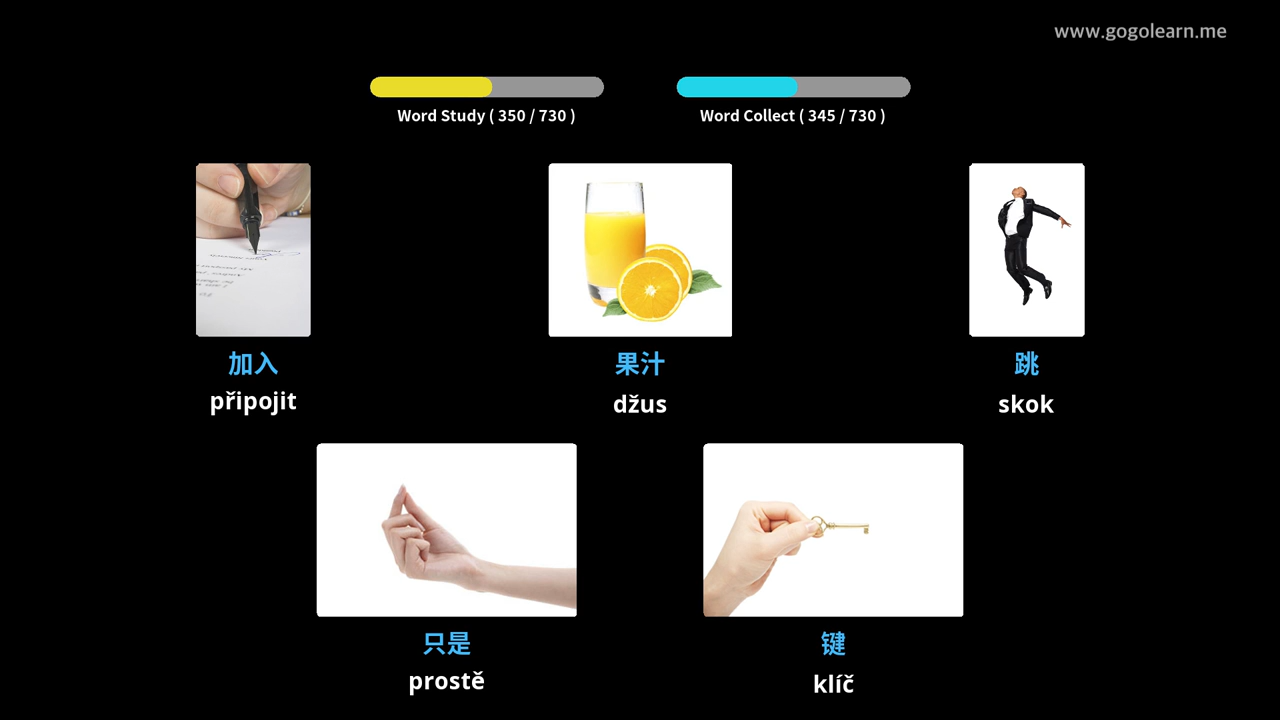 www.gogolearn.me
Word Study ( 350 / 730 )
Word Collect ( 345 / 730 )
加入
připojit
果汁
džus
跳
skok
只是
prostě
键
klíč